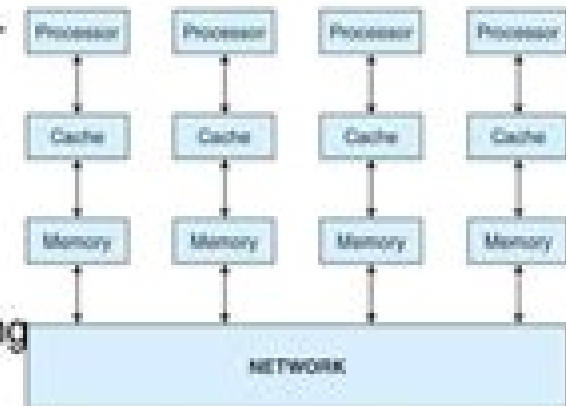 Processor Processor Processor Processor
Cache Cache Cache Cache
Memory Memory Memory Memory
NETWORK